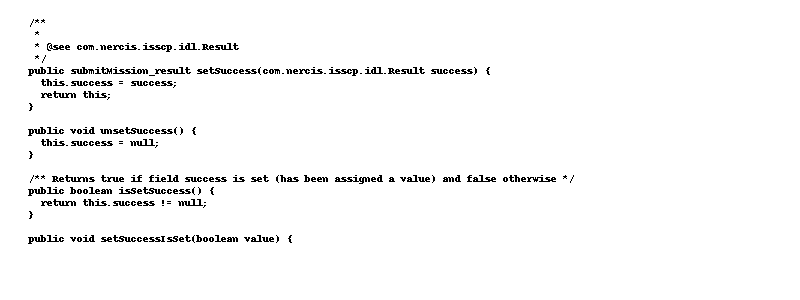 /**
 *
 * @see com.nercis.isscp.idl.Result
 */
public submitMission_result setSuccess(com.nercis.isscp.idl.Result success) {
  this.success = success;
  return this;
}

public void unsetSuccess() {
  this.success = null;
}

/** Returns true if field success is set (has been assigned a value) and false otherwise */
public boolean isSetSuccess() {
  return this.success != null;
}

public void setSuccessIsSet(boolean value) {